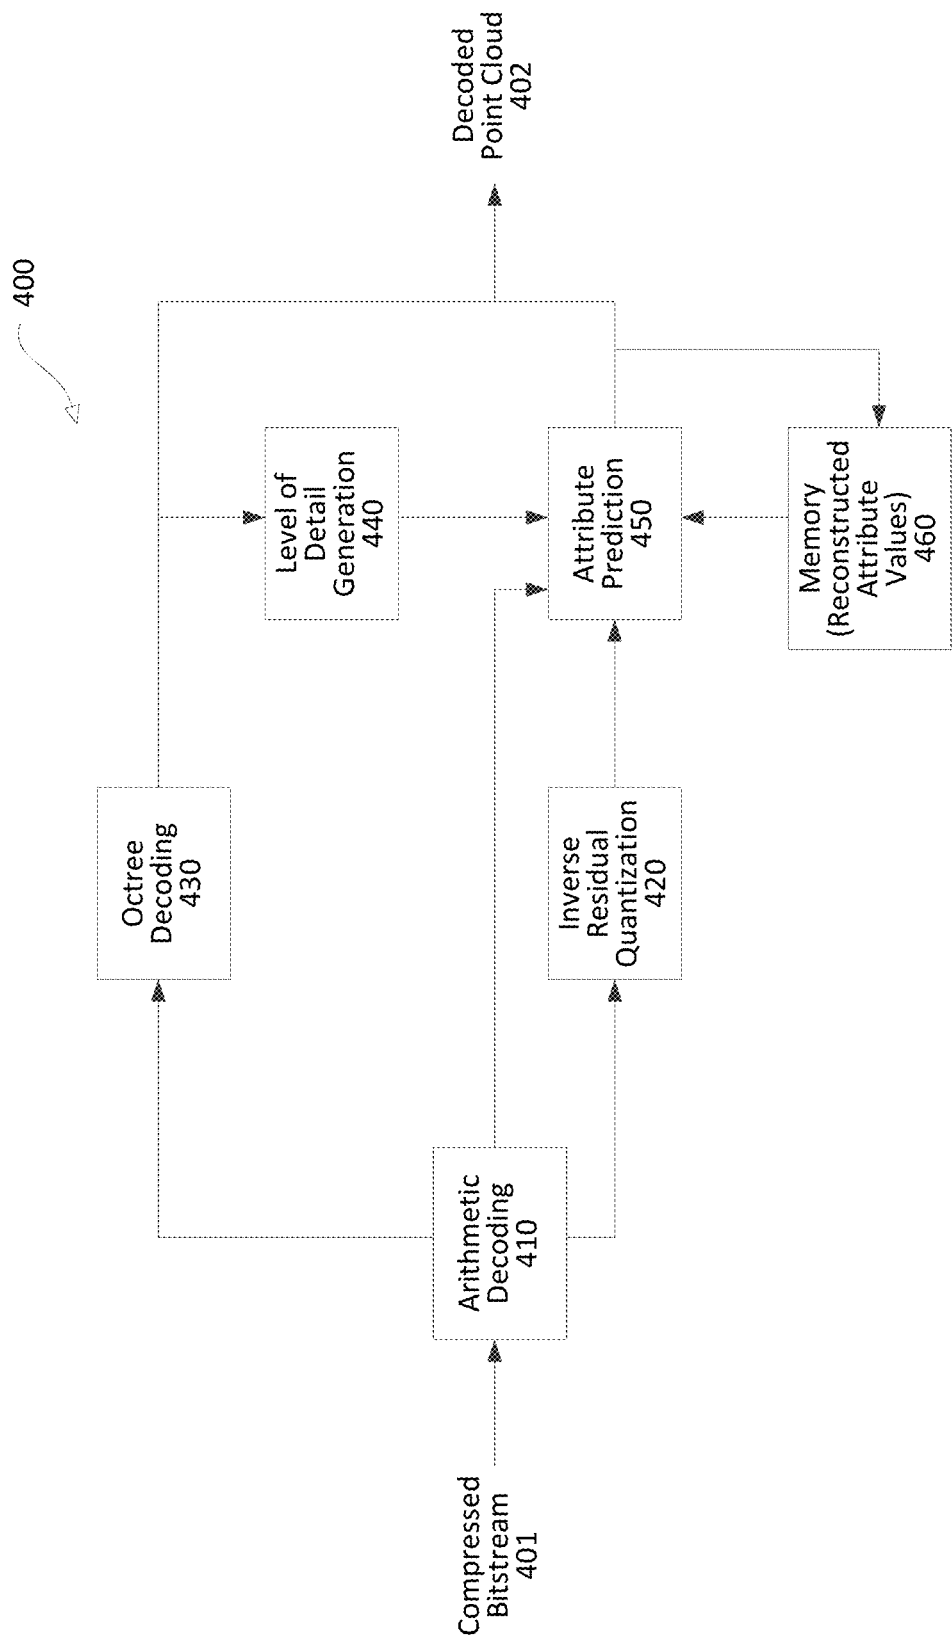 400
Compressed
Bitstream
401
Arithmetic
Decoding
410
Octree
Decoding
430
Inverse
Residual
Quantization
420
Level of
Detail
Generation
440
Attribute
Prediction
450
Memory
(Reconstructed
Attribute
Values)
460
Decoded
Point Cloud
402